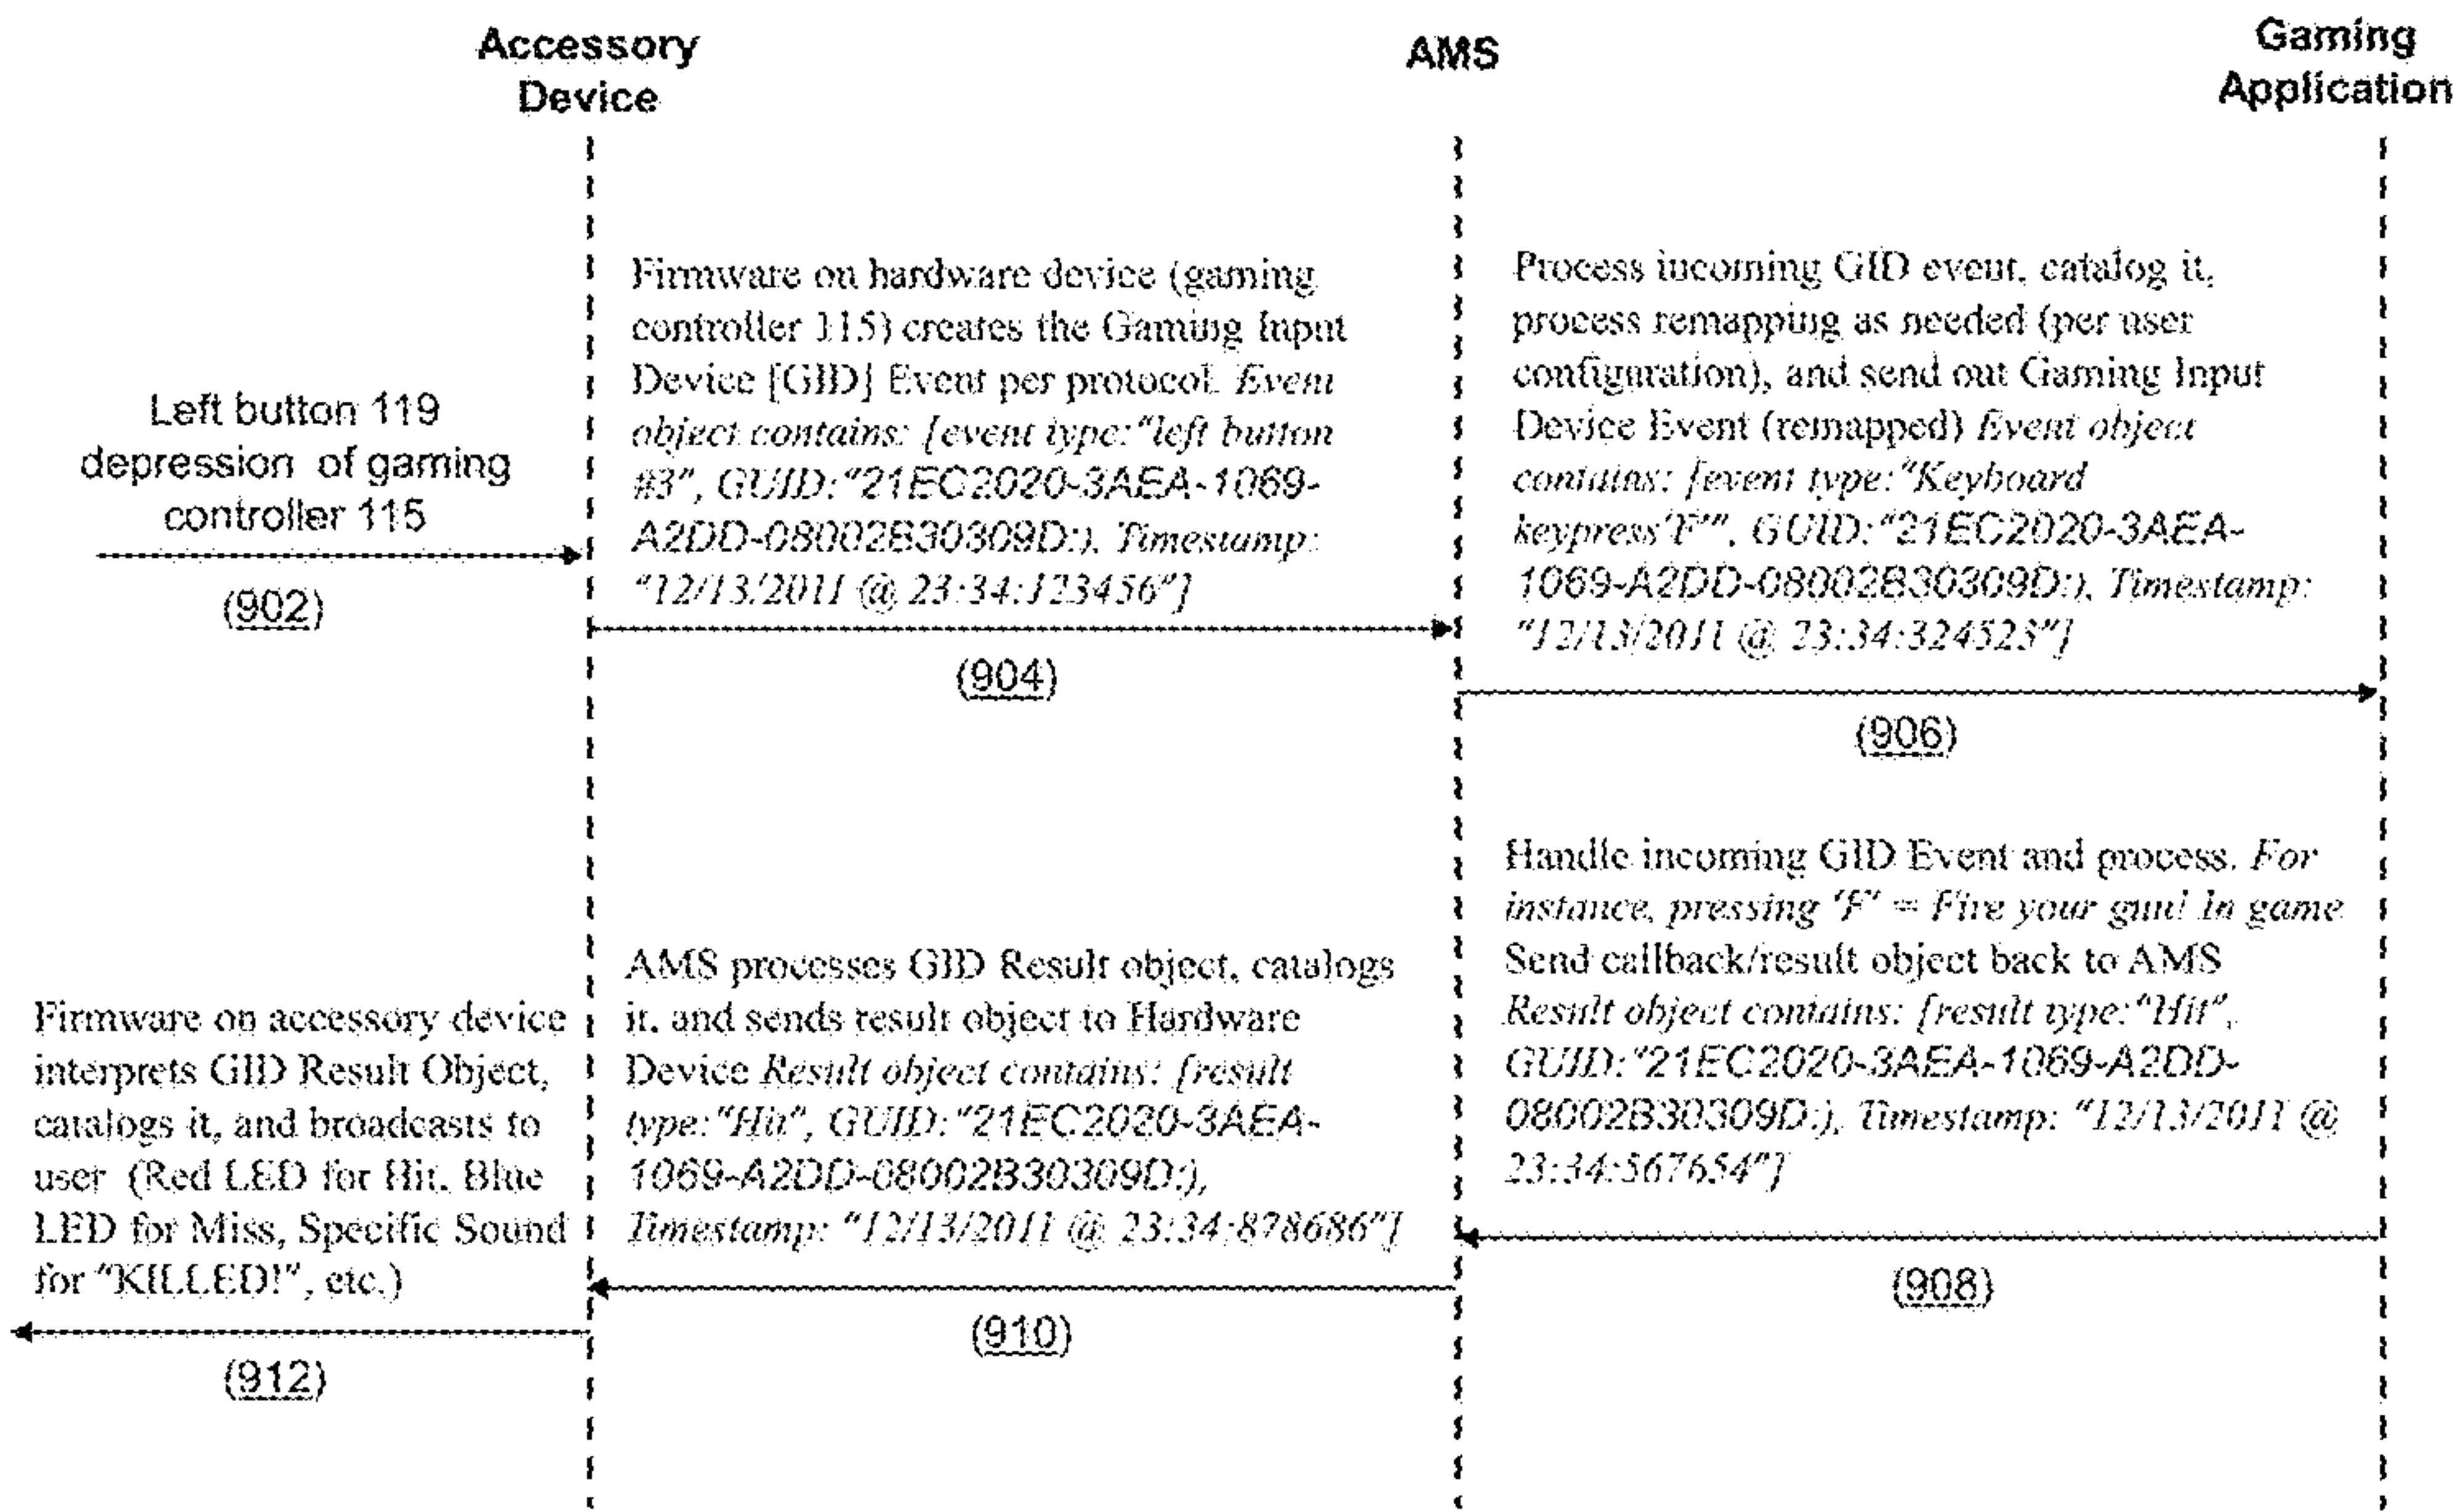 Accessory
Device
AMS
Gaming
Application
Left button 119
depression of gaming
controller 115
(902)
Firmware on hardware device (gaming
controller 115) creates the Gaming Input
Device [GID] Event per protocol. Event
object contains: [event type:"left button
#3", GUID:"21EC2020-3AEA-1069-
A2DD-08002B30309D:), Timestamp:
"12/13/2011 @ 23:34:123456"]
(904)
Process incoming GID event, catalog it,
process remapping as needed (per user
configuration), and send out Gaming Input
Device Event (remapped) Event object
contains: [event type:"Keyboard
keypress'F'", GUID:"21EC2020-3AEA-
1069-A2DD-08002B30309D:), Timestamp:
"12/13/2011 @ 23:34:324523"]
(906)
Handle incoming GID Event and process. For
instance, pressing 'F' = Fire your gun! In game
Send callback/result object back to AMS
Result object contains: [result type:"Hit",
GUID:"21EC2020-3AEA-1069-A2DD-
08002B30309D:), Timestamp: "12/13/2011 @
23:34:567654"]
(908)
AMS processes GID Result object, catalogs
it, and sends result object to Hardware
Device Result object contains: [result
type:"Hit", GUID:"21EC2020-3AEA-
1069-A2DD-08002B30309D:),
Timestamp: "12/13/2011 @ 23:34:878686"]
(910)
Firmware on accessory device
interprets GID Result Object,
catalogs it, and broadcasts to
user (Red LED for Hit, Blue
LED for Miss, Specific Sound
for "KILLED!", etc.)
(912)